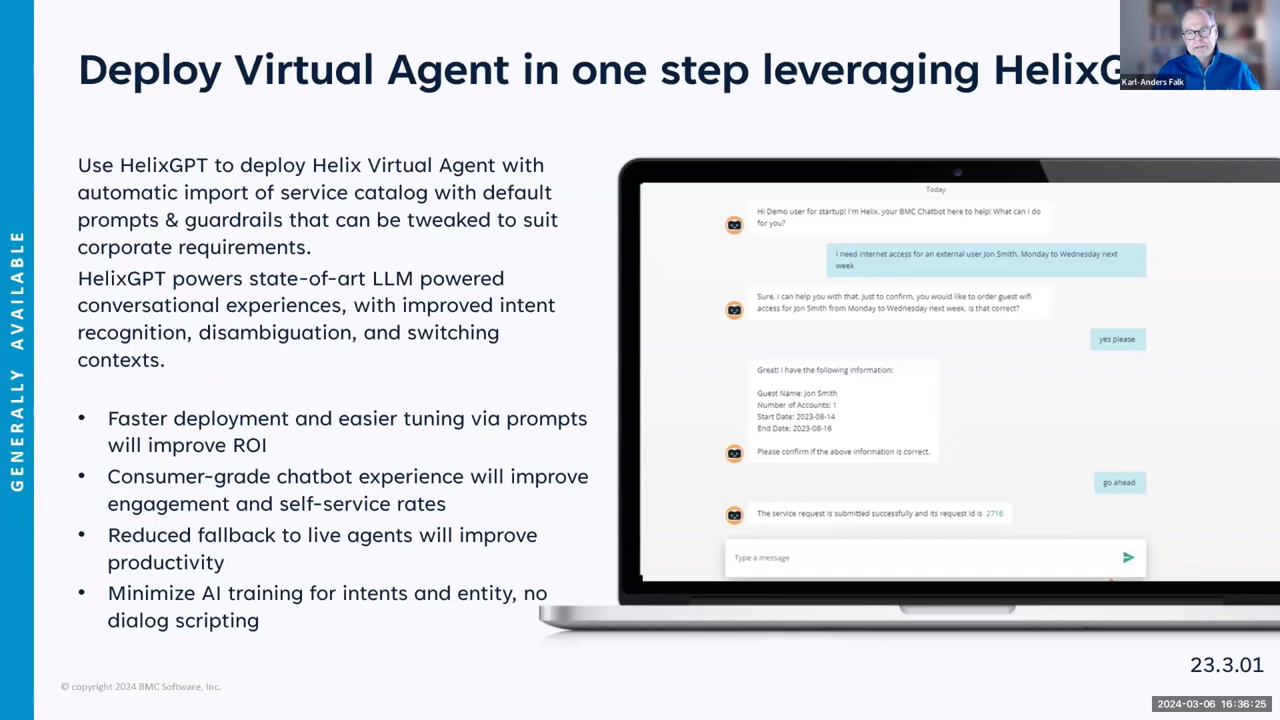 Deploy Virtual Agent in one step leveraging HelixG
Karl-Anders Falk
GENERALLY AVAILABLE
Use HelixGPT to deploy Helix Virtual Agent with
automatic import of service catalog with default
prompts & guardrails that can be tweaked to suit
corporate requirements.
HelixGPT powers state-of-art LLM powered
conversational experiences, with improved intent
recognition, disambiguation, and switching
contexts.
• Faster deployment and easier tuning via prompts
will improve ROI
• Consumer-grade chatbot experience will improve
engagement and self-service rates
• Reduced fallback to live agents will improve
productivity
• Minimize AI training for intents and entity, no
dialog scripting
Today
Hi Demo user for startup! I'm Helix, your BMC Chatbot here to help! What can I do
for you?
I need internet access for an external user Jon Smith, Monday to Wednesday next
week
Sure, I can help you with that. Just to confirm, you would like to order guest wifi
access for Jon Smith from Monday to Wednesday next week, is that correct?
yes please
Great! I have the following information:
Guest Name: Jon Smith
Number of Accounts: 1
Start Date: 2023-08-14
End Date: 2023-08-16
Please confirm if the above information is correct.
go ahead
The service request is submitted successfully and its request id is 2716
Type a message
23.3.01
© copyright 2024 BMC Software, Inc.
2024-03-06 16:36:25